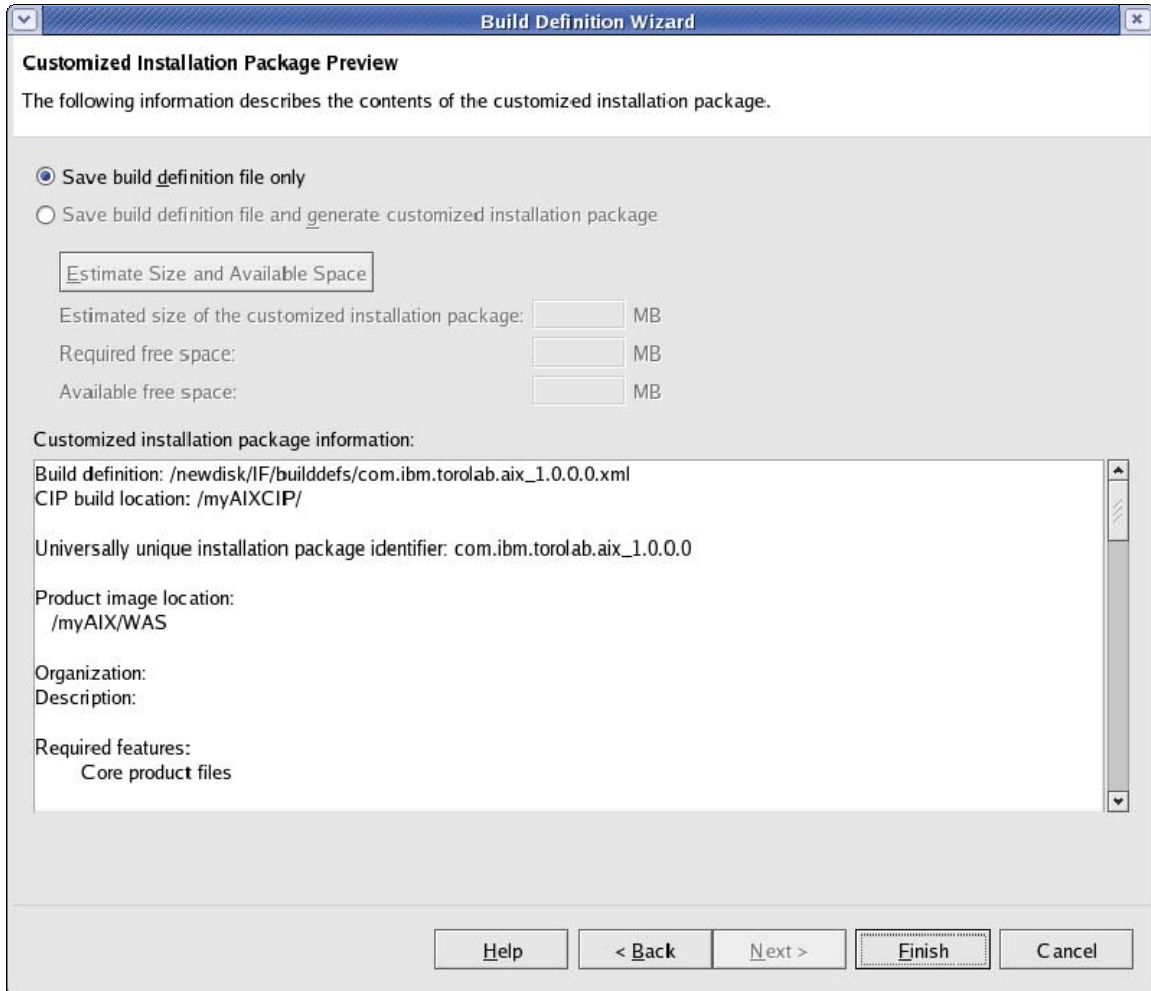 Build Definition Wizard
Customized Installation Package Preview
The following information describes the contents of the customized installation package.
Save build definition file only
Save build definition file and generate customized installation package
Estimate Size and Available Space
Estimated size of the customized installation package: MB
Required free space: MB
Available free space: MB
Customized installation package information:
Build definition: /newdisk/IF/builddefs/com.ibm.torolab.aix_1.0.0.0.xml
CIP build location: /myAIXCIP/
Universally unique installation package identifier: com.ibm.torolab.aix_1.0.0.0
Product image location:
/myAIX/WAS
Organization:
Description:
Required features:
Core product files
Help < Back Next > Finish Cancel